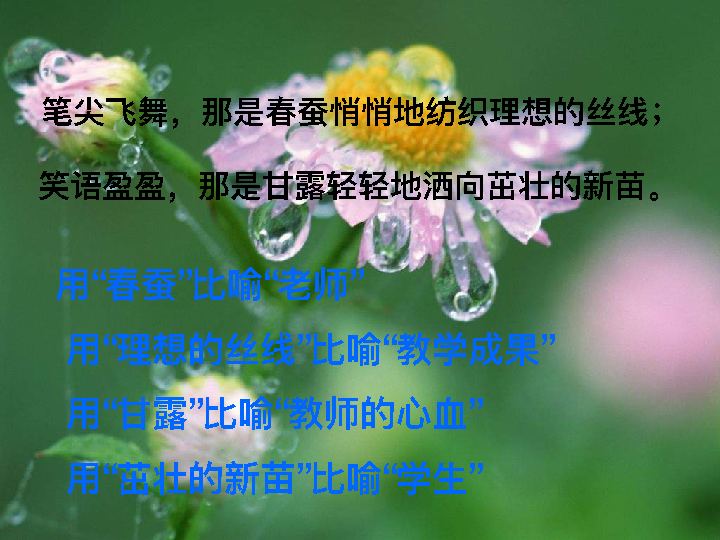 笔尖飞舞，那是春蚕悄悄地纺织理想的丝线；
笑语盈盈，那是甘露轻轻地洒向茁壮的新苗。
用“春蚕”比喻“老师”
用“理想的丝线”比喻“教学成果”
用“甘露”比喻“教师的心血”
用“茁壮的新苗”比喻“学生”